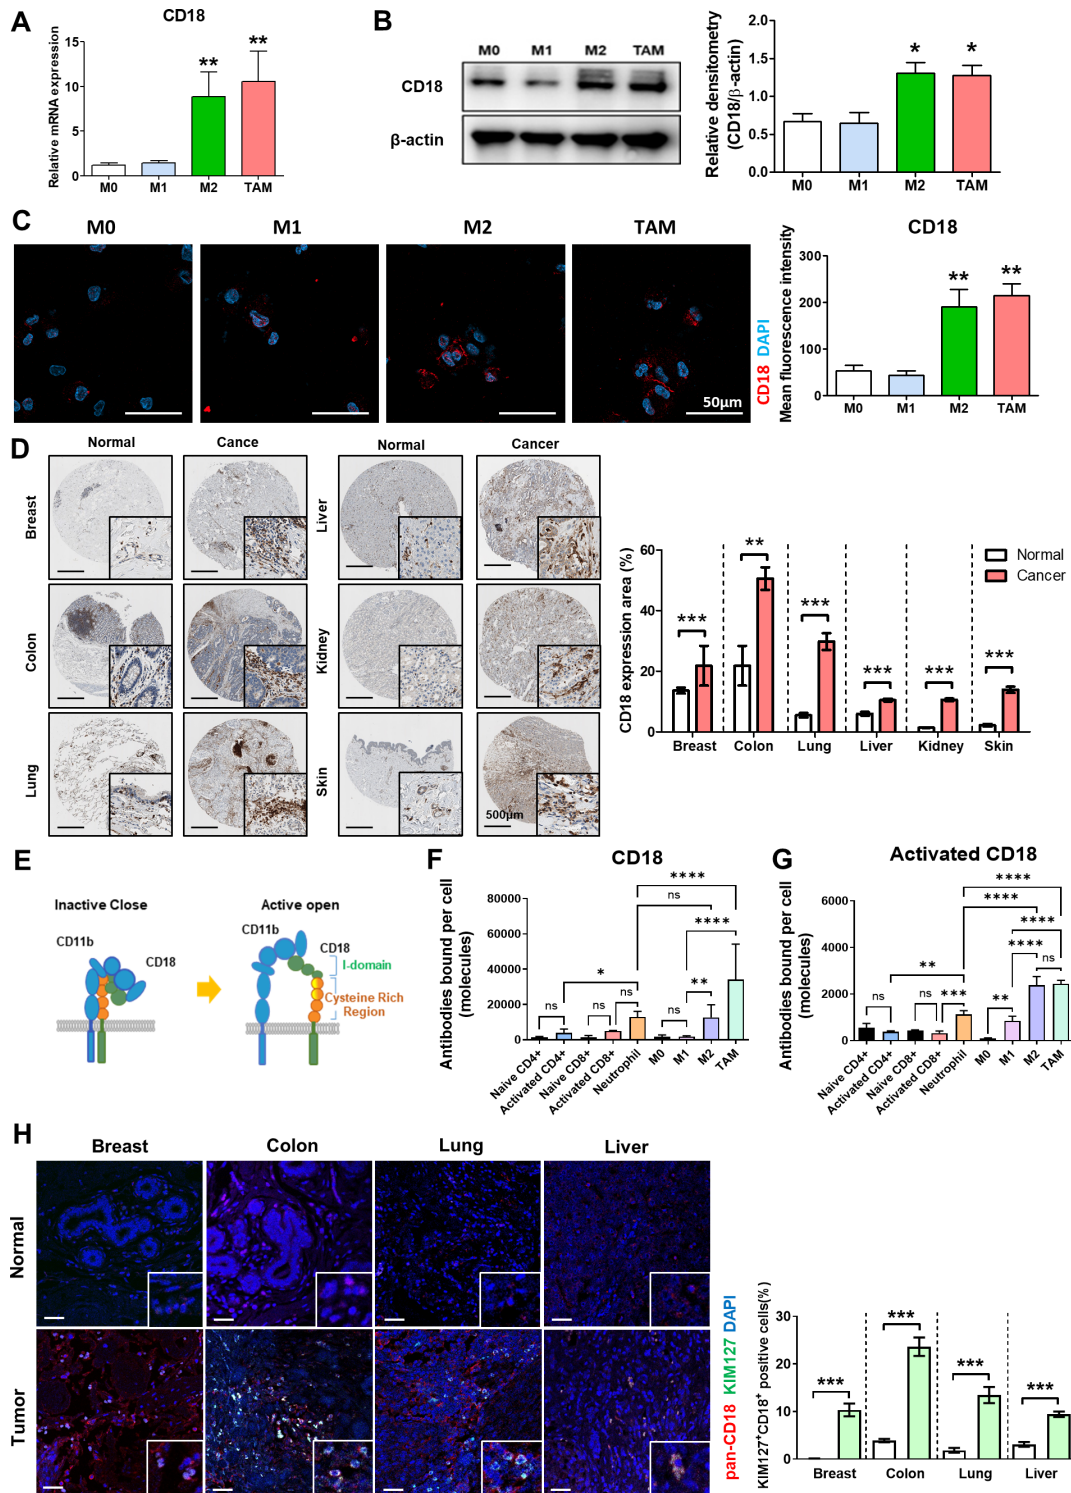 A
CD18
Relative mRNA expression
15
10
5
0
**
**
M0
M1
M2
TAM
B
M0
M1
M2
TAM
CD18
β-actin
Relative densitometry
(CD18/β-actin)
2.0
1.5
1.0
0.5
0.0
*
*
M0
M1
M2
TAM
C
M0
M1
M2
TAM
50μm
CD18 DAPI
CD18
Mean fluorescence intensity
300
200
100
0
**
**
M0
M1
M2
TAM
D
Normal
Cance
Normal
Cancer
Breast
Liver
Colon
Kidney
Lung
Skin
500μm
CD18 expression area (%)
60
40
20
0
***
**
***
***
***
***
Normal
Cancer
Breast
Colon
Lung
Liver
Kidney
Skin
E
Inactive Close
Active open
CD11b
CD18
CD11b
CD18
I-domain
Cysteine Rich
Region
F
CD18
Antibodies bound per cell
(molecules)
80000
60000
40000
20000
0
****
ns
****
*
**
ns
ns
ns
ns
Naive CD4+
Activated CD4+
Naive CD8+
Activated CD8+
Neutrophil
M0
M1
M2
TAM
G
Activated CD18
Antibodies bound per cell
(molecules)
6000
4000
2000
0
****
****
****
****
**
ns
ns
ns
***
**
Naive CD4+
Activated CD4+
Naive CD8+
Activated CD8+
Neutrophil
M0
M1
M2
TAM
H
Breast
Colon
Lung
Liver
Normal
Tumor
pan-CD18 KIM127 DAPI
KIM127⁺CD18⁺ positive cells(%)
30
20
10
0
***
***
***
***
Breast
Colon
Lung
Liver